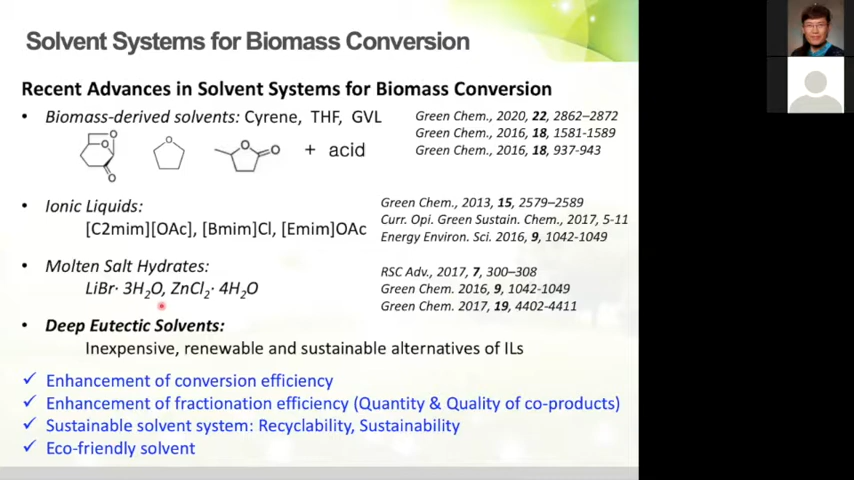 Solvent Systems for Biomass Conversion
Recent Advances in Solvent Systems for Biomass Conversion
• Biomass-derived solvents: Cyrene, THF, GVL
Green Chem., 2020, 22, 2862–2872
Green Chem., 2016, 18, 1581-1589
Green Chem., 2016, 18, 937-943
O O O O O O + acid
• Ionic Liquids:
[C2mim][OAc], [Bmim]Cl, [Emim]OAc
Green Chem., 2013, 15, 2579–2589
Curr. Opi. Green Sustain. Chem., 2017, 5-11
Energy Environ. Sci. 2016, 9, 1042-1049
• Molten Salt Hydrates:
LiBr· 3H2O, ZnCl2· 4H2O
RSC Adv., 2017, 7, 300–308
Green Chem. 2016, 9, 1042-1049
Green Chem. 2017, 19, 4402-4411
• Deep Eutectic Solvents:
Inexpensive, renewable and sustainable alternatives of ILs
✓ Enhancement of conversion efficiency
✓ Enhancement of fractionation efficiency (Quantity & Quality of co-products)
✓ Sustainable solvent system: Recyclability, Sustainability
✓ Eco-friendly solvent